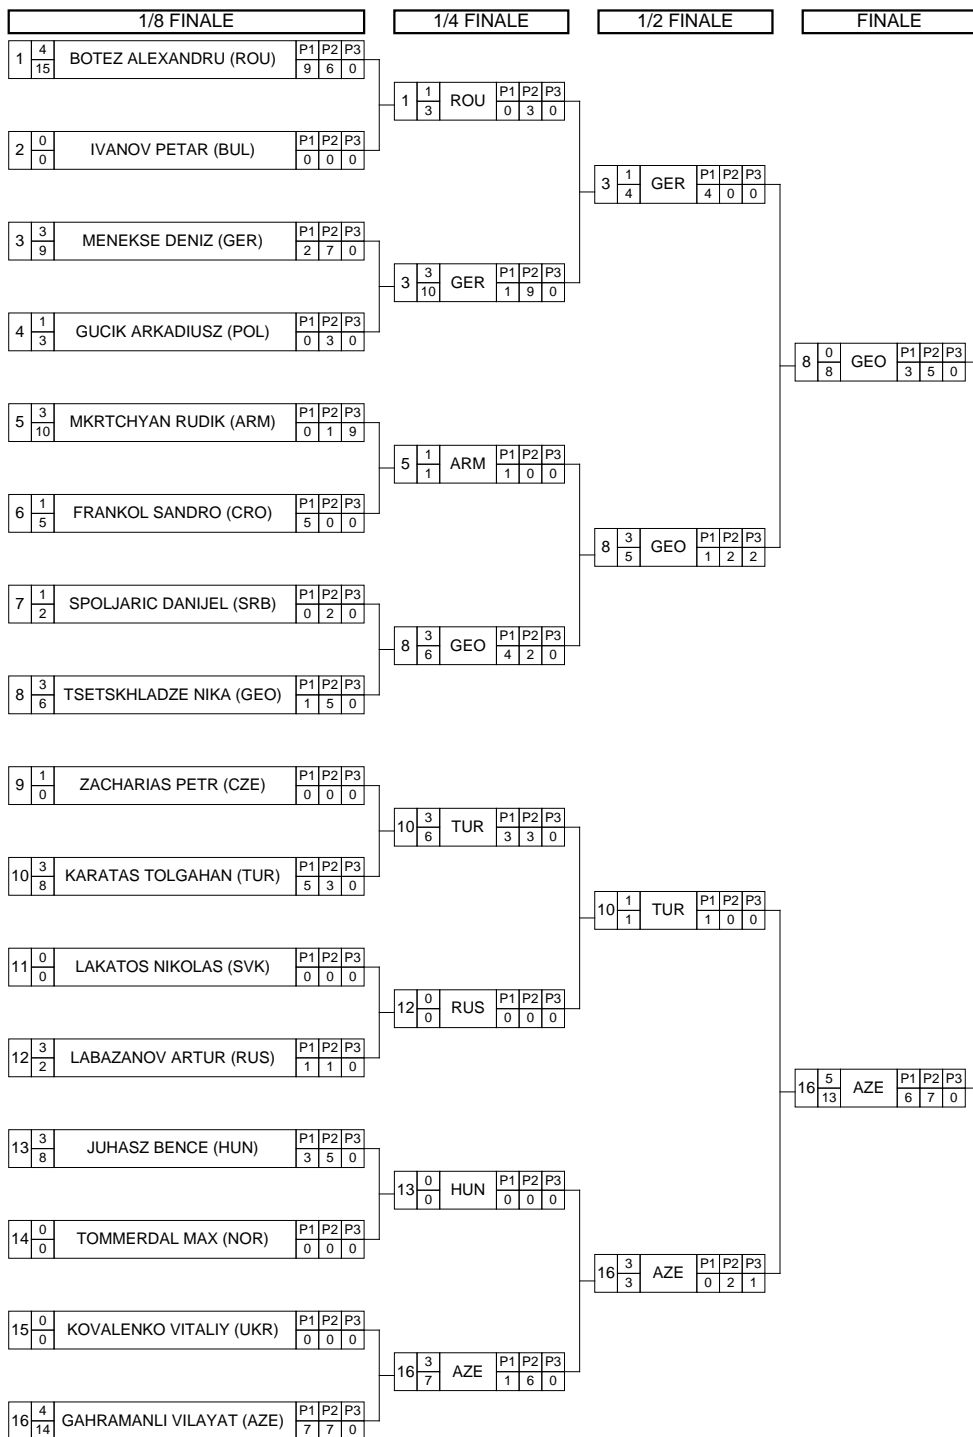 1/8 FINALE 1/4 FINALE 1/2 FINALE FINALE
1 4 15 BOTEZ ALEXANDRU (ROU) P1 P2 P3 9 6 0
1 1 3 ROU P1 P2 P3 0 3 0
2 0 0 IVANOV PETAR (BUL) P1 P2 P3 0 0 0
3 1 4 GER P1 P2 P3 4 0 0
3 3 9 MENEKSE DENIZ (GER) P1 P2 P3 2 7 0
3 3 10 GER P1 P2 P3 1 9 0
4 1 3 GUCIK ARKADIUSZ (POL) P1 P2 P3 0 3 0
8 0 8 GEO P1 P2 P3 3 5 0
5 3 10 MKRTCHYAN RUDIK (ARM) P1 P2 P3 0 1 9
5 1 1 ARM P1 P2 P3 1 0 0
6 1 5 FRANKOL SANDRO (CRO) P1 P2 P3 5 0 0
8 3 5 GEO P1 P2 P3 1 2 2
7 1 2 SPOLJARIC DANIJEL (SRB) P1 P2 P3 0 2 0
8 3 6 GEO P1 P2 P3 4 2 0
8 3 6 TSETSKHLADZE NIKA (GEO) P1 P2 P3 1 5 0
9 1 0 ZACHARIAS PETR (CZE) P1 P2 P3 0 0 0
10 3 6 TUR P1 P2 P3 3 3 0
10 3 8 KARATAS TOLGAHAN (TUR) P1 P2 P3 5 3 0
10 1 1 TUR P1 P2 P3 1 0 0
11 0 0 LAKATOS NIKOLAS (SVK) P1 P2 P3 0 0 0
12 0 0 RUS P1 P2 P3 0 0 0
12 3 2 LABAZANOV ARTUR (RUS) P1 P2 P3 1 1 0
16 5 13 AZE P1 P2 P3 6 7 0
13 3 8 JUHASZ BENCE (HUN) P1 P2 P3 3 5 0
13 0 0 HUN P1 P2 P3 0 0 0
14 0 0 TOMMERDAL MAX (NOR) P1 P2 P3 0 0 0
16 3 3 AZE P1 P2 P3 0 2 1
15 0 0 KOVALENKO VITALIY (UKR) P1 P2 P3 0 0 0
16 3 7 AZE P1 P2 P3 1 6 0
16 4 14 GAHRAMANLI VILAYAT (AZE) P1 P2 P3 7 7 0